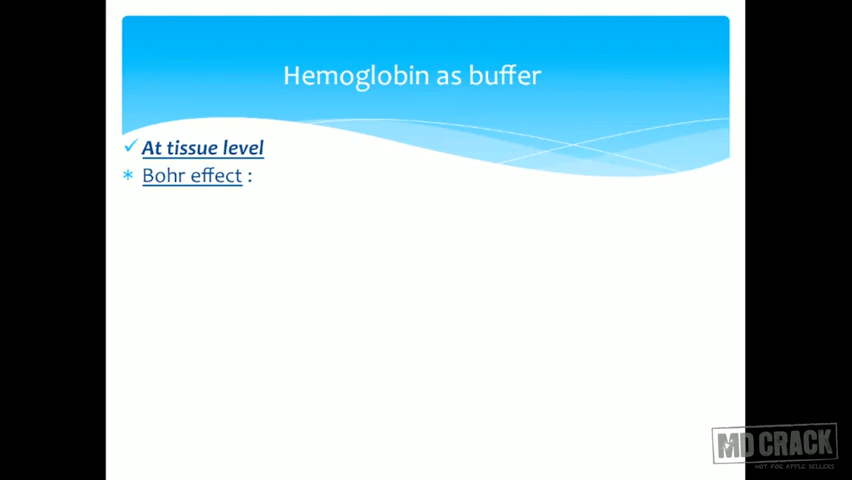 Hemoglobin as buffer
✓ At tissue level
* Bohr effect :
MD CRACK
NOT FOR APPLE SELLERS